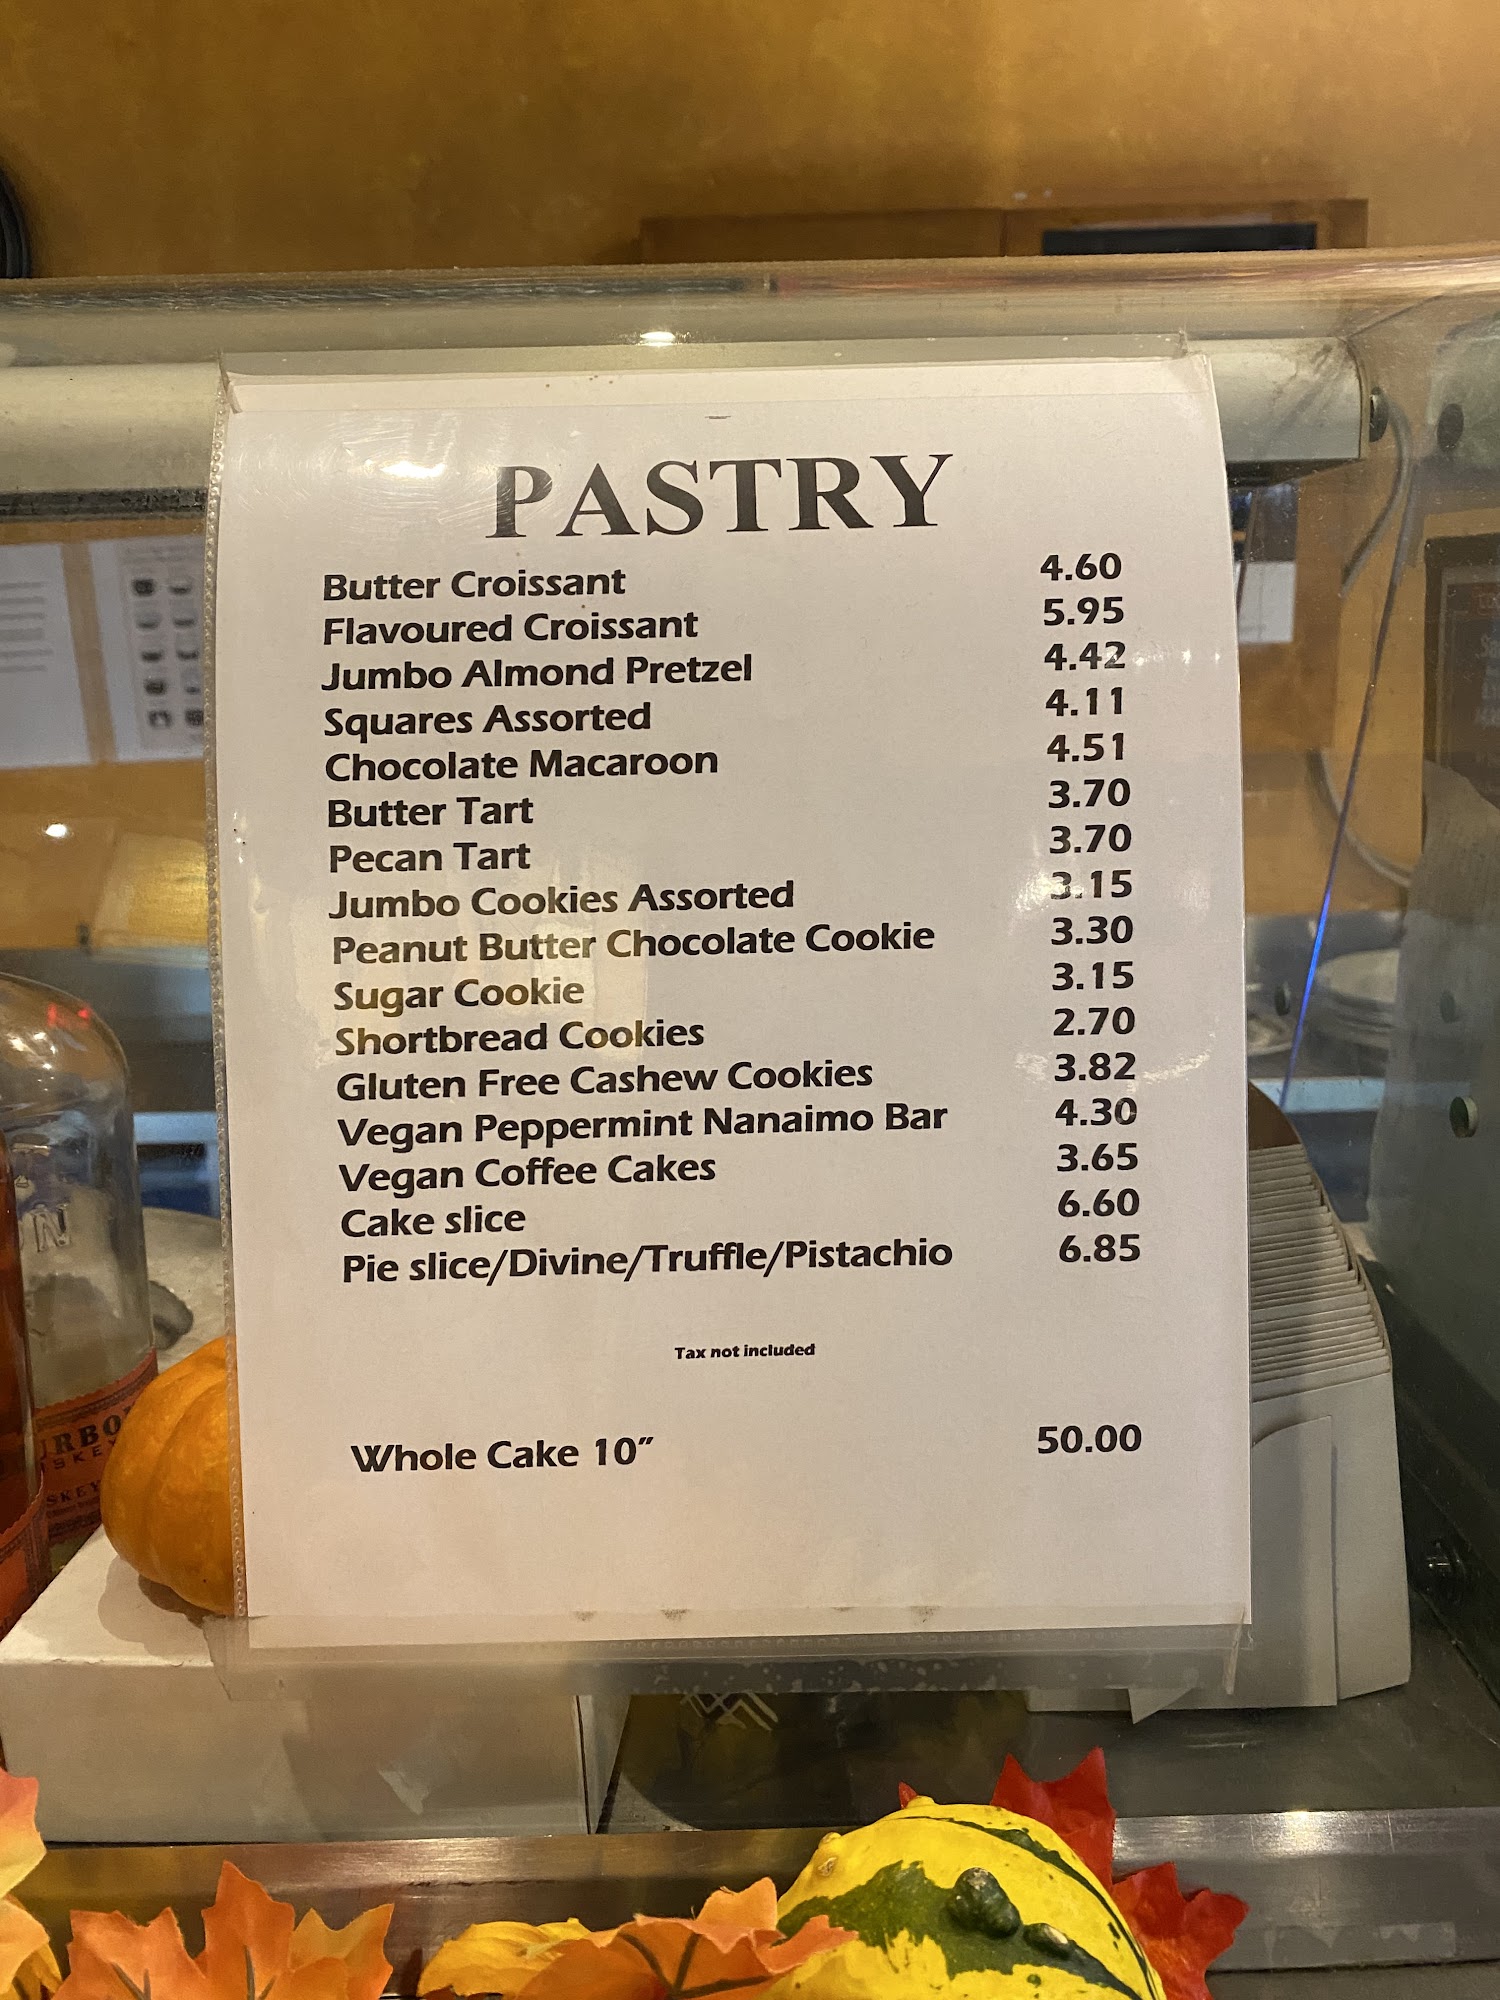 PASTRY
Butter Croissant 4.60
Flavoured Croissant 5.95
Jumbo Almond Pretzel 4.42
Squares Assorted 4.11
Chocolate Macaroon 4.51
Butter Tart 3.70
Pecan Tart 3.70
Jumbo Cookies Assorted 3.15
Peanut Butter Chocolate Cookie 3.30
Sugar Cookie 3.15
Shortbread Cookies 2.70
Gluten Free Cashew Cookies 3.82
Vegan Peppermint Nanaimo Bar 4.30
Vegan Coffee Cakes 3.65
Cake slice 6.60
Pie slice/Divine/Truffle/Pistachio 6.85
Tax not included
Whole Cake 10” 50.00